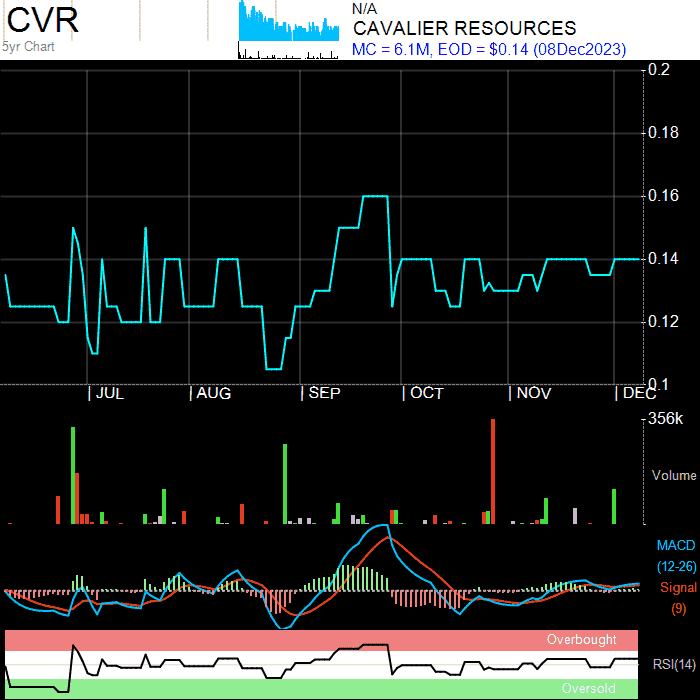 CVR
5yr Chart
N/A
CAVALIER RESOURCES
MC = 6.1M, EOD = $0.14 (08Dec2023)
0.2
0.18
0.16
0.14
0.12
0.1
JUL AUG SEP OCT NOV DEC
356k
Volume
MACD
(12-26)
Signal
(9)
Overbought
RSI(14)
Oversold